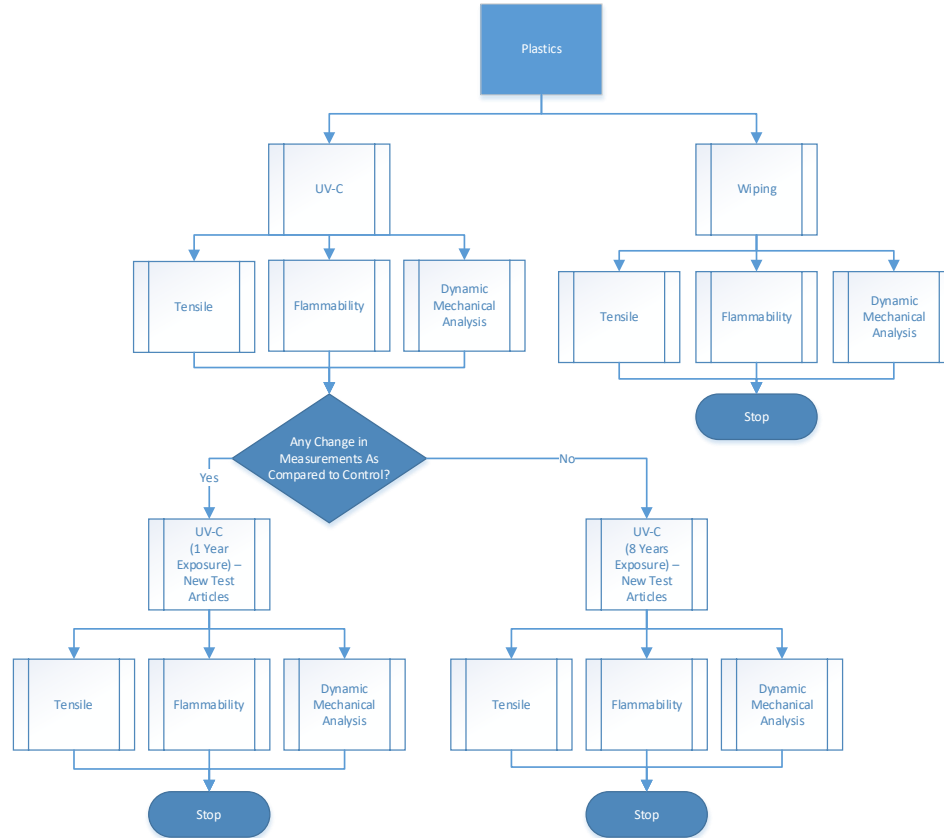 Plastics
UV-C
Wiping
Tensile
Flammability
Dynamic
Mechanical
Analysis
Tensile
Flammability
Dynamic
Mechanical
Analysis
Stop
Any Change in
Measurements As
Compared to Control?
Yes
No
UV-C
(1 Year
Exposure) –
New Test
Articles
UV-C
(8 Years
Exposure) –
New Test
Articles
Tensile
Flammability
Dynamic
Mechanical
Analysis
Tensile
Flammability
Dynamic
Mechanical
Analysis
Stop
Stop